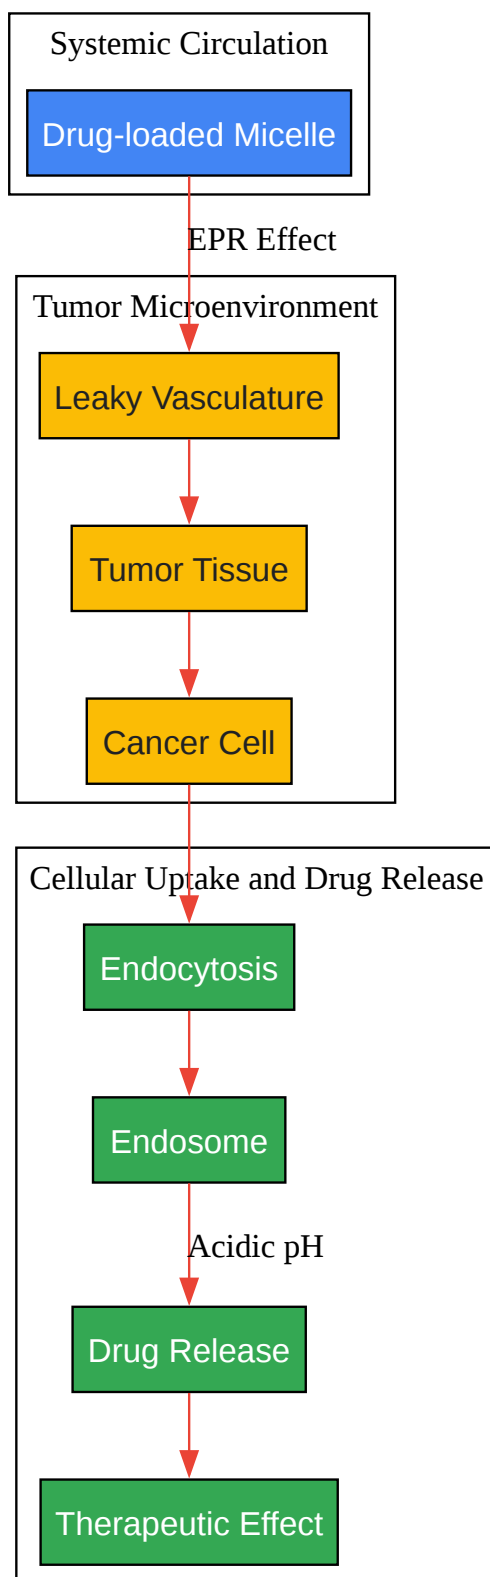 Systemic Circulation
Drug-loaded Micelle
EPR Effect
Tumor Microenvironment
Leaky Vasculature
Tumor Tissue
Cancer Cell
Cellular Uptake and Drug Release
Endocytosis
Endosome
Acidic pH
Drug Release
Therapeutic Effect